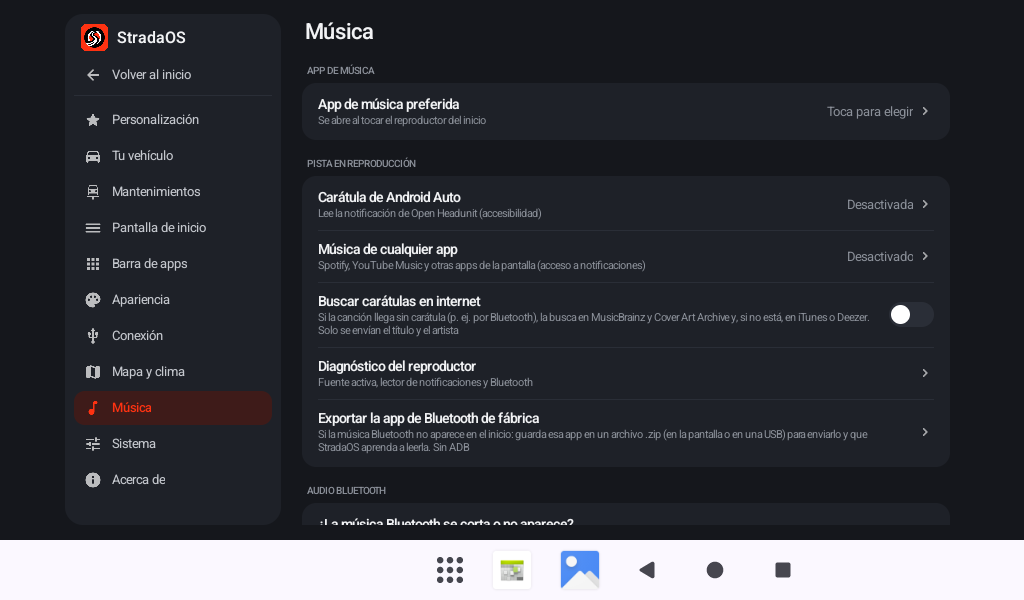 StradaOS
Volver al inicio
Personalización
Tu vehículo
Mantenimientos
Pantalla de inicio
Barra de apps
Apariencia
Conexión
Mapa y clima
Música
Sistema
Acerca de
Música
APP DE MÚSICA
App de música preferida
Se abre al tocar el reproductor del inicio
Toca para elegir
PISTA EN REPRODUCCIÓN
Carátula de Android Auto
Lee la notificación de Open Headunit (accesibilidad)
Desactivada
Música de cualquier app
Spotify, YouTube Music y otras apps de la pantalla (acceso a notificaciones)
Desactivado
Buscar carátulas en internet
Si la canción llega sin carátula (p. ej. por Bluetooth), la busca en MusicBrainz y Cover Art Archive y, si no está, en iTunes o Deezer.
Solo se envían el título y el artista
Diagnóstico del reproductor
Fuente activa, lector de notificaciones y Bluetooth
Exportar la app de Bluetooth de fábrica
Si la música Bluetooth no aparece en el inicio: guarda esa app en un archivo .zip (en la pantalla o en una USB) para enviarlo y que
StradaOS aprenda a leerla. Sin ADB
AUDIO BLUETOOTH
¿La música Bluetooth se corta o no aparece?